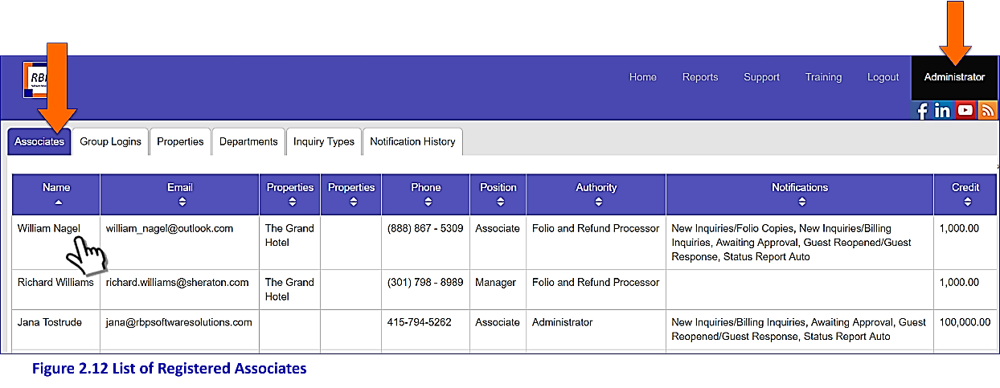 Home Reports Support Training Logout Administrator
Associates Group Logins Properties Departments Inquiry Types Notification History
Name Email Properties Properties Phone Position Authority Notifications Credit
William Nagel william_nagel@outlook.com The Grand (888) 867 - 5309 Associate Folio and Refund Processor New Inquiries/Folio Copies, New Inquiries/Billing 1,000.00
Hotel Inquiries, Awaiting Approval, Guest Reopened/Guest
Response, Status Report Auto
Richard Williams richard.williams@sheraton.com The Grand (301) 798 - 8989 Manager Folio and Refund Processor 1,000.00
Hotel
Jana Tostrude jana@rbpsoftwaresolutions.com 415-794-5262 Associate Administrator New Inquiries/Billing Inquiries, Awaiting Approval, Guest 100,000.00
Reopened/Guest Response, Status Report Auto
Figure 2.12 List of Registered Associates